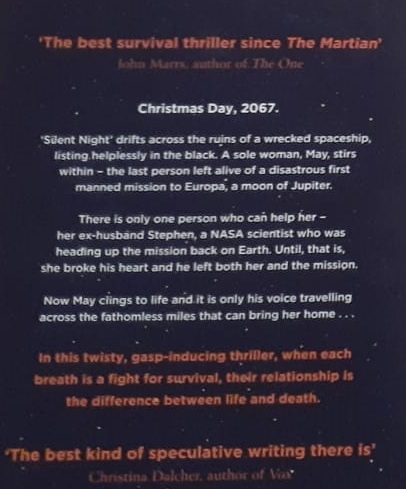 ‘The best survival thriller since The Martian’
John Marrs, author of The One
Christmas Day, 2067.
‘Silent Night’ drifts across the ruins of a wrecked spaceship,
listing helplessly in the black. A sole woman, May, stirs
within – the last person left alive of a disastrous first
manned mission to Europa, a moon of Jupiter.
There is only one person who can help her –
her ex-husband Stephen, a NASA scientist who was
heading up the mission back on Earth. Until, that is,
she broke his heart and he left both her and the mission.
Now May clings to life and it is only his voice travelling
across the fathomless miles that can bring her home . . .
In this twisty, gasp-inducing thriller, when each
breath is a fight for survival, their relationship is
the difference between life and death.
‘The best kind of speculative writing there is’
Christina Dalcher, author of Vox